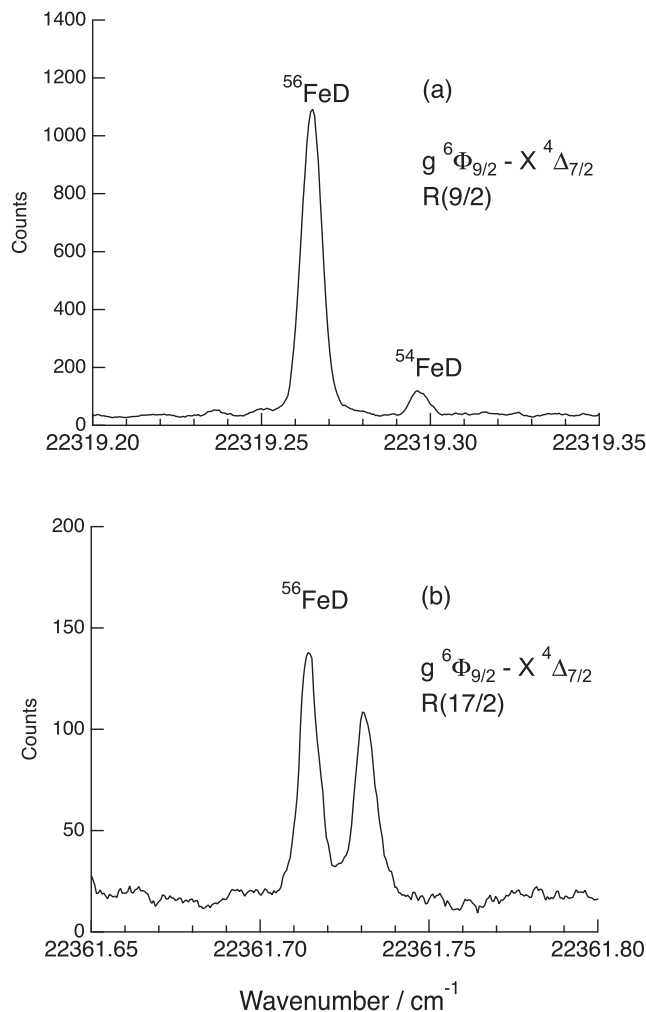 1400
1200
1000
800
600
400
200
0
Counts
⁵⁶FeD
(a)
g ⁶Φ₉/₂ - X ⁴Δ₇/₂
R(9/2)
⁵⁴FeD
22319.20 22319.25 22319.30 22319.35
200
150
100
50
0
Counts
⁵⁶FeD
(b)
g ⁶Φ₉/₂ - X ⁴Δ₇/₂
R(17/2)
22361.65 22361.70 22361.75 22361.80
Wavenumber / cm⁻¹